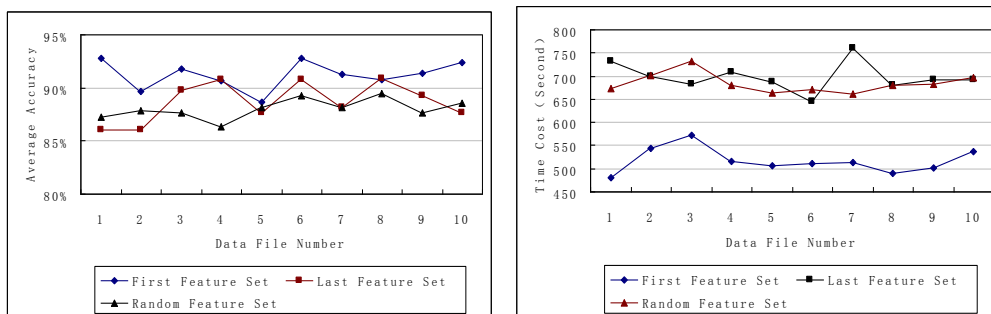 Average Accuracy
95%
90%
85%
80%
1 2 3 4 5 6 7 8 9 10
Data File Number
First Feature Set
Last Feature Set
Random Feature Set
Time Cost (Second)
800
750
700
650
600
550
500
450
1 2 3 4 5 6 7 8 9 10
Data File Number
First Feature Set
Last Feature Set
Random Feature Set